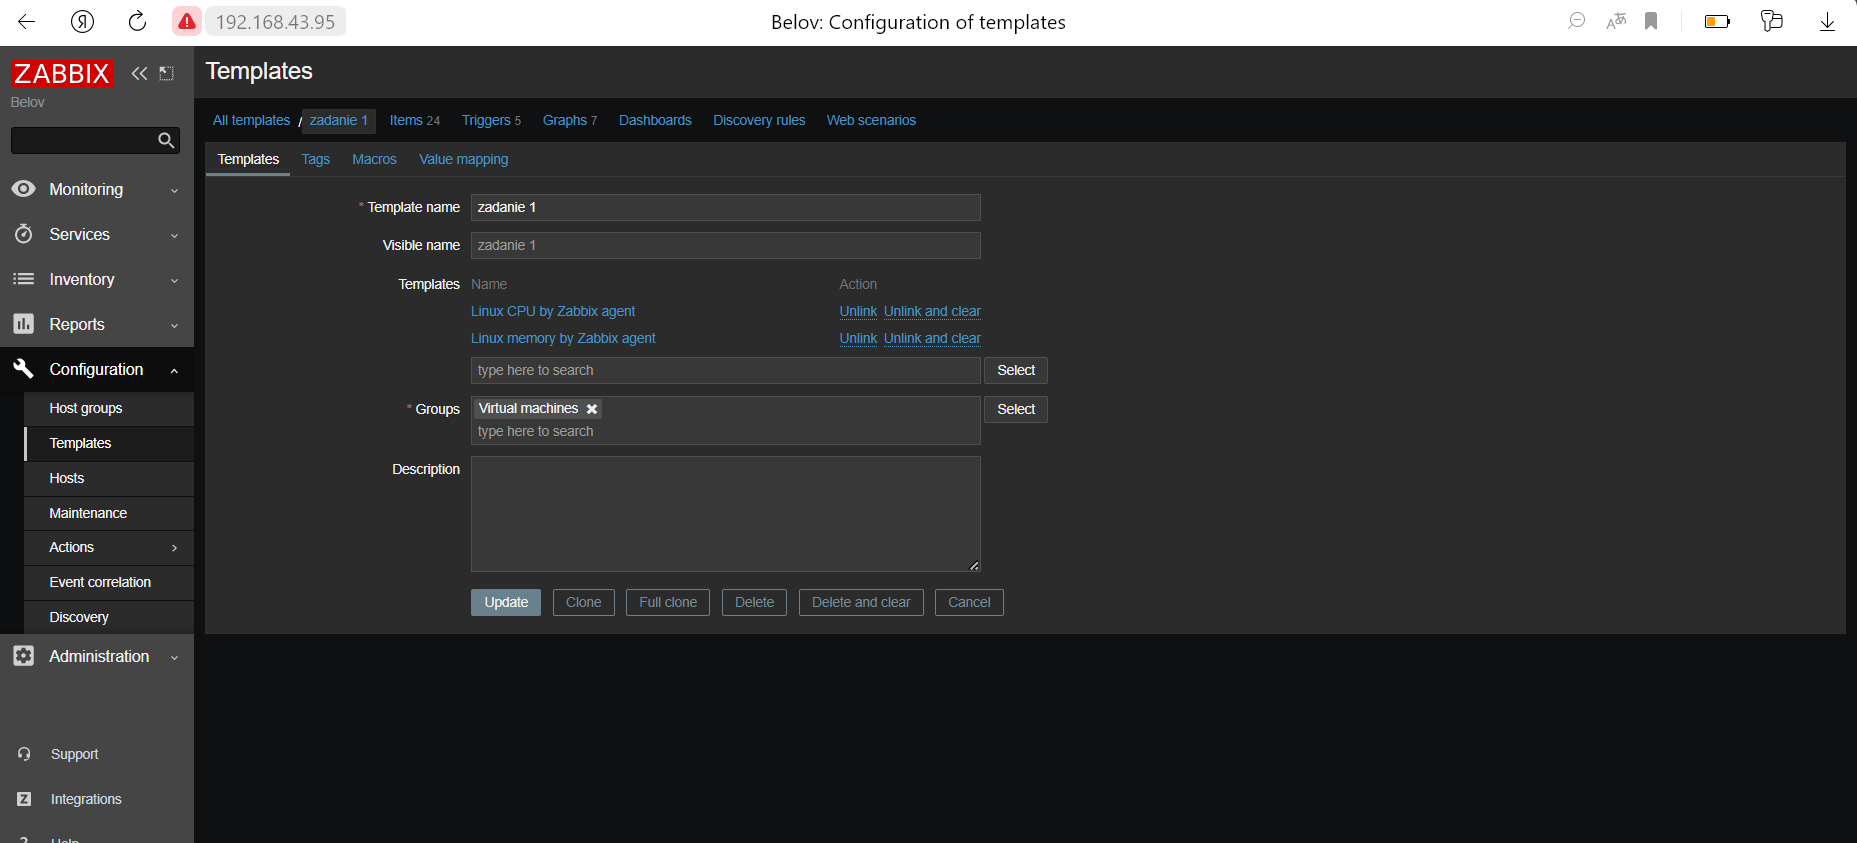 192.168.43.95
Belov: Configuration of templates
ZABBIX
Belov
Monitoring
Services
Inventory
Reports
Configuration
Host groups
Templates
Hosts
Maintenance
Actions
Event correlation
Discovery
Administration
Support
Integrations
Help
Templates
All templates / zadanie 1 Items 24 Triggers 5 Graphs 7 Dashboards Discovery rules Web scenarios
Templates Tags Macros Value mapping
* Template name zadanie 1
Visible name zadanie 1
Templates Name Action
Linux CPU by Zabbix agent Unlink Unlink and clear
Linux memory by Zabbix agent Unlink Unlink and clear
type here to search Select
* Groups Virtual machines Select
type here to search
Description
Update Clone Full clone Delete Delete and clear Cancel